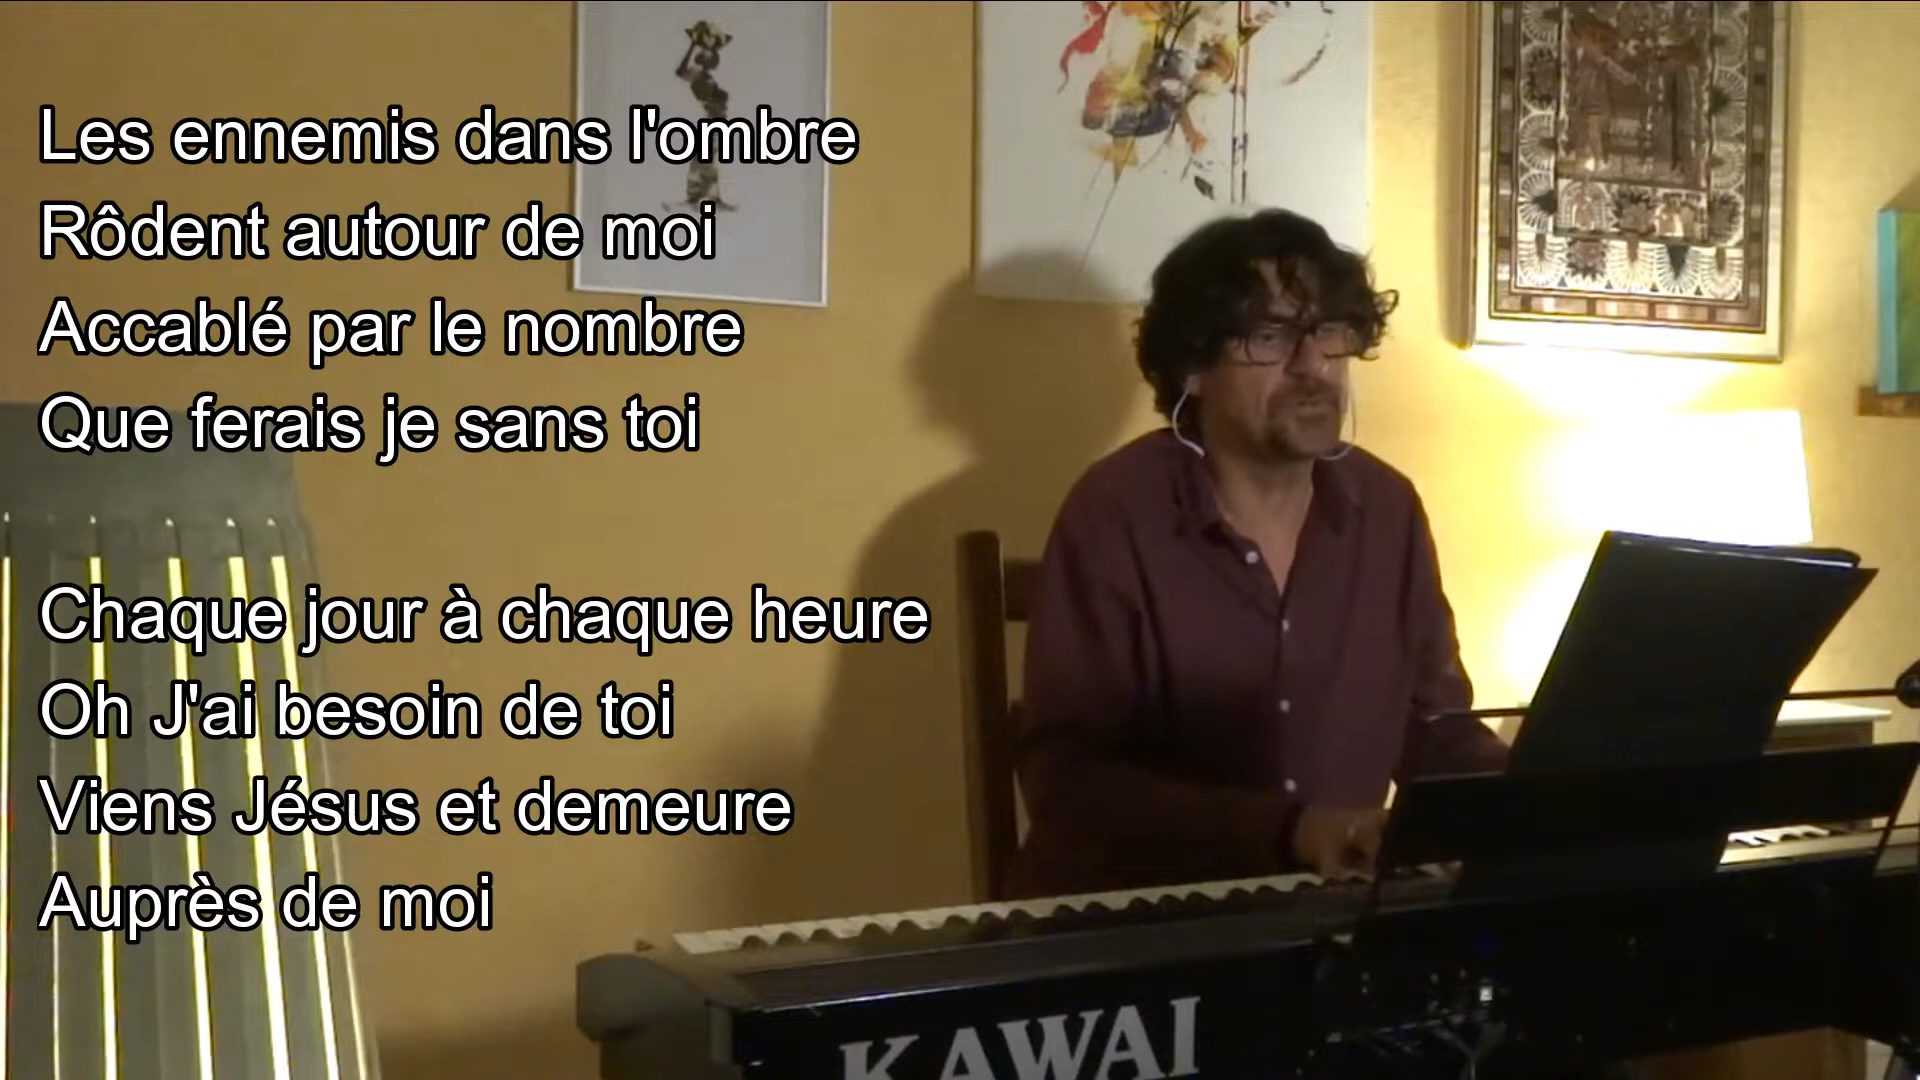 Les ennemis dans l'ombre
Rôdent autour de moi
Accablé par le nombre
Que ferais je sans toi
Chaque jour à chaque heure
Oh J'ai besoin de toi
Viens Jésus et demeure
Auprès de moi
KAWAI